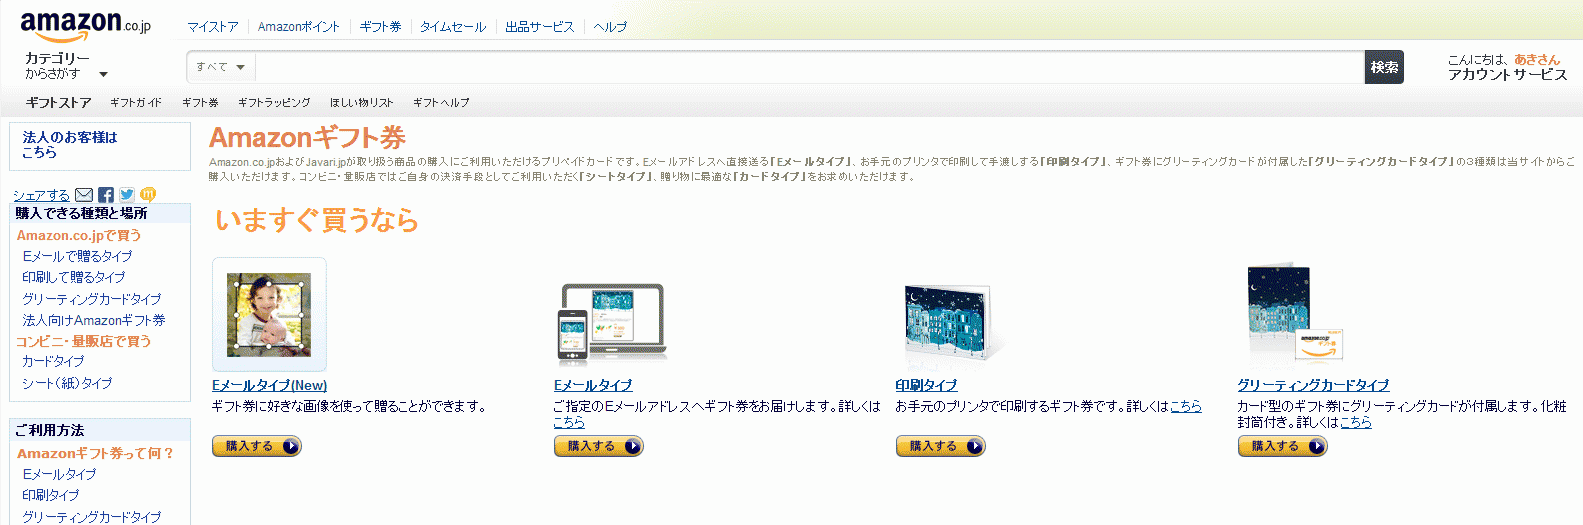 amazon.co.jp
マイストア Amazonポイント ギフト券 タイムセール 出品サービス ヘルプ
カテゴリー
からさがす
すべて
検索
こんにちは、あきさん
アカウントサービス
ギフトストア ギフトガイド ギフト券 ギフトラッピング ほしい物リスト ギフトヘルプ
法人のお客様は
こちら
シェアする
購入できる種類と場所
Amazon.co.jpで買う
Eメールで贈るタイプ
印刷して贈るタイプ
グリーティングカードタイプ
法人向けAmazonギフト券
コンビニ・量販店で買う
カードタイプ
シート(紙)タイプ
ご利用方法
Amazonギフト券って何？
Eメールタイプ
印刷タイプ
グリーティングカードタイプ
Amazonギフト券
Amazon.co.jpおよびJavari.jpが取り扱う商品の購入にご利用いただけるプリペイドカードです。Eメールアドレスへ直接送る「Eメールタイプ」、お手元のプリンタで印刷して手渡しする「印刷タイプ」、ギフト券にグリーティングカードが付属した「グリーティングカードタイプ」の3種類は当サイトからご
購入いただけます。コンビニ・量販店ではご自身の決済手段としてご利用いただく「シートタイプ」、贈り物に最適な「カードタイプ」をお求めいただけます。
いますぐ買うなら
Eメールタイプ(New)
ギフト券に好きな画像を使って贈ることができます。
購入する
Eメールタイプ
ご指定のEメールアドレスへギフト券をお届けします。詳しくは
こちら
購入する
印刷タイプ
お手元のプリンタで印刷するギフト券です。詳しくはこちら
購入する
amazon.co.jp
ギフト券
グリーティングカードタイプ
カード型のギフト券にグリーティングカードが付属します。化粧
封筒付き。詳しくはこちら
購入する